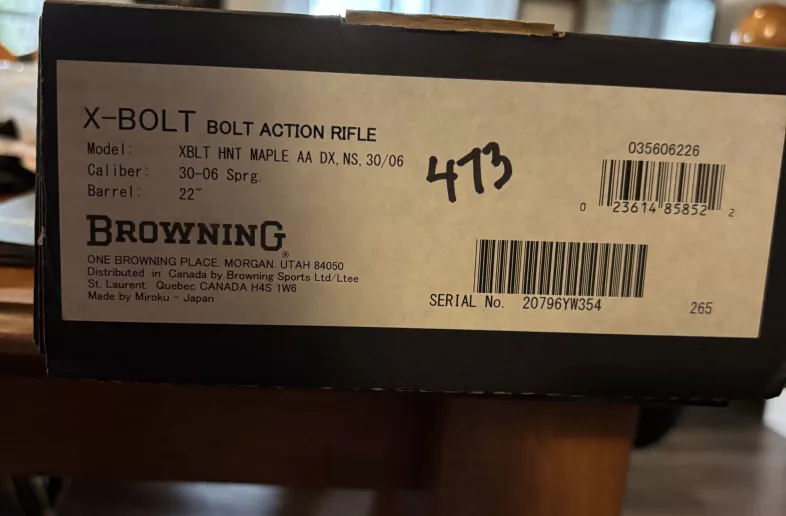 X-BOLT BOLT ACTION RIFLE
Model: XBLT HNT MAPLE AA DX, NS, 30/06
Caliber: 30-06 Sprg.
Barrel: 22"
473
035606226
0 23614 85852 2
BROWNING®
ONE BROWNING PLACE. MORGAN. UTAH 84050
Distributed in Canada by Browning Sports Ltd/Ltee
St. Laurent. Quebec CANADA H4S 1W6
Made by Miroku - Japan
SERIAL No. 20796YW354
265